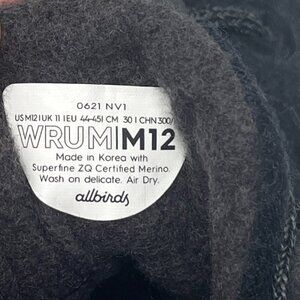 0621 NV1
US M12 | UK 11 | EU 44-45 | CM 30 | CHN 300/
WRUM|M12
Made in Korea with
Superfine ZQ Certified Merino.
Wash on delicate. Air Dry.
allbirds